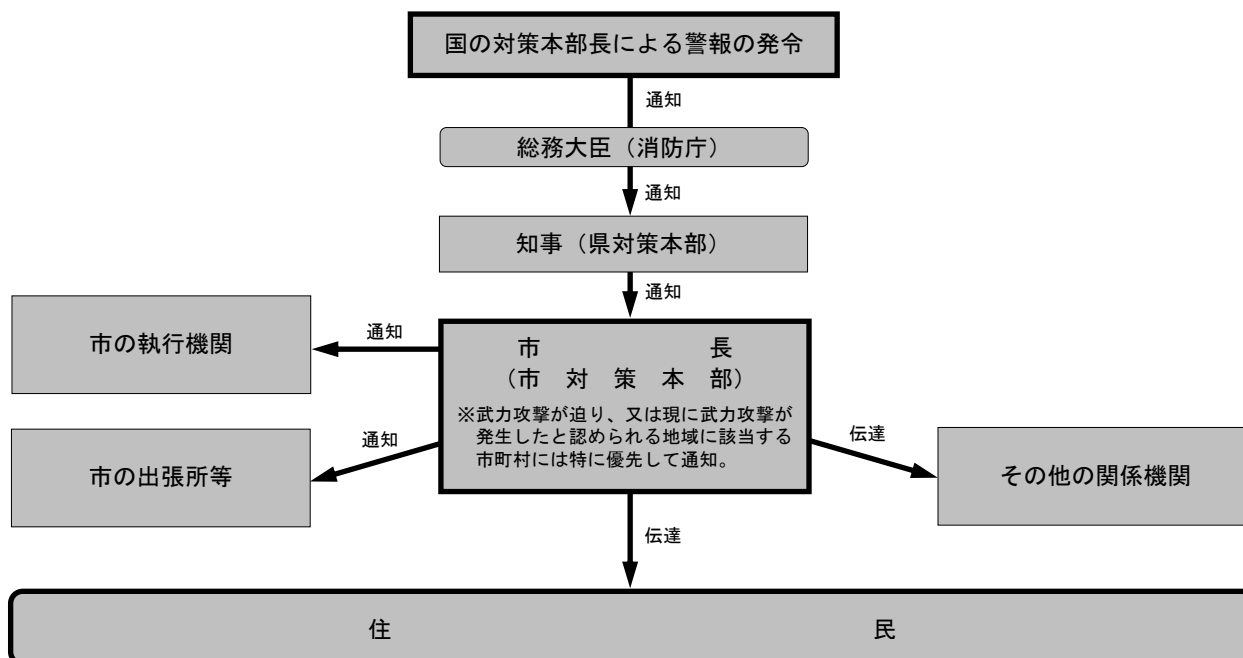 国の対策本部長による警報の発令
通知
総務大臣（消防庁）
通知
知事（県対策本部）
通知
市の執行機関
通知
市　　　　　　長
（市　対　策　本　部）
※武力攻撃が迫り、又は現に武力攻撃が
発生したと認められる地域に該当する
市町村には特に優先して通知。
市の出張所等
通知
伝達
その他の関係機関
伝達
住　　　　　　民